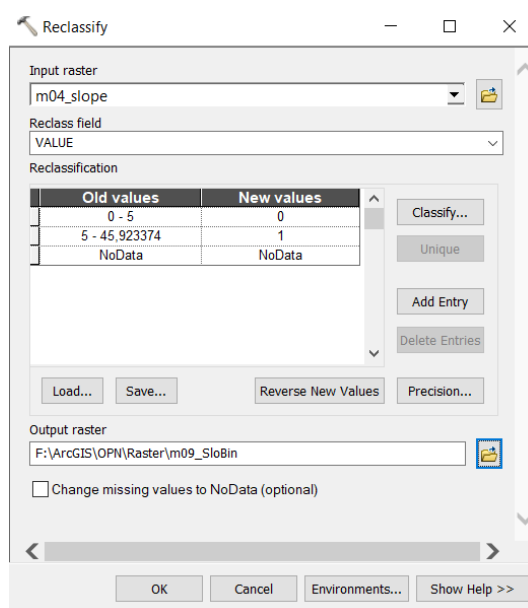 Reclassify
Input raster
m04_slope
Reclass field
VALUE
Reclassification
Old values New values
0 - 5 0
5 - 45,923374 1
NoData NoData
Classify...
Unique
Add Entry
Delete Entries
Load... Save... Reverse New Values Precision...
Output raster
F:\ArcGIS\OPN\Raster\m09_SloBin
Change missing values to NoData (optional)
OK Cancel Environments... Show Help >>